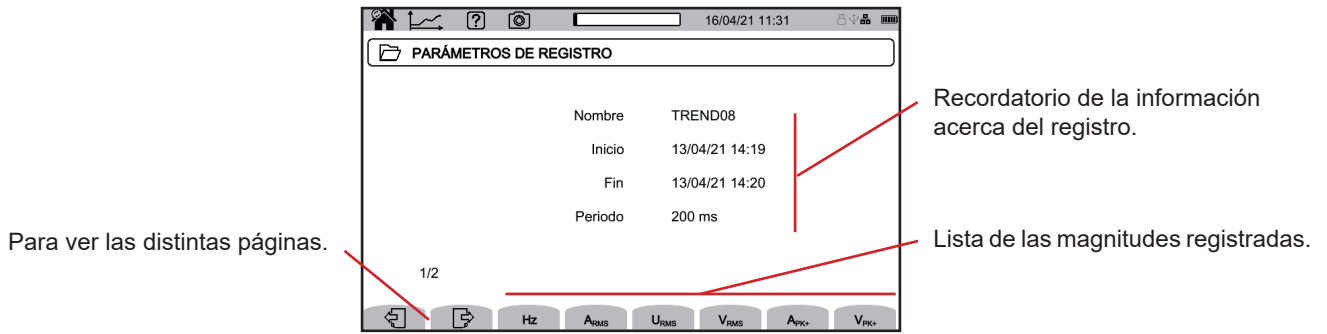 16/04/21 11:31
PARÁMETROS DE REGISTRO
Nombre TREND08
Inicio 13/04/21 14:19
Fin 13/04/21 14:20
Periodo 200 ms
1/2
Hz ARMS URMS VRMS APK+ VPK+
Recordatorio de la información
acerca del registro.
Para ver las distintas páginas.
Lista de las magnitudes registradas.